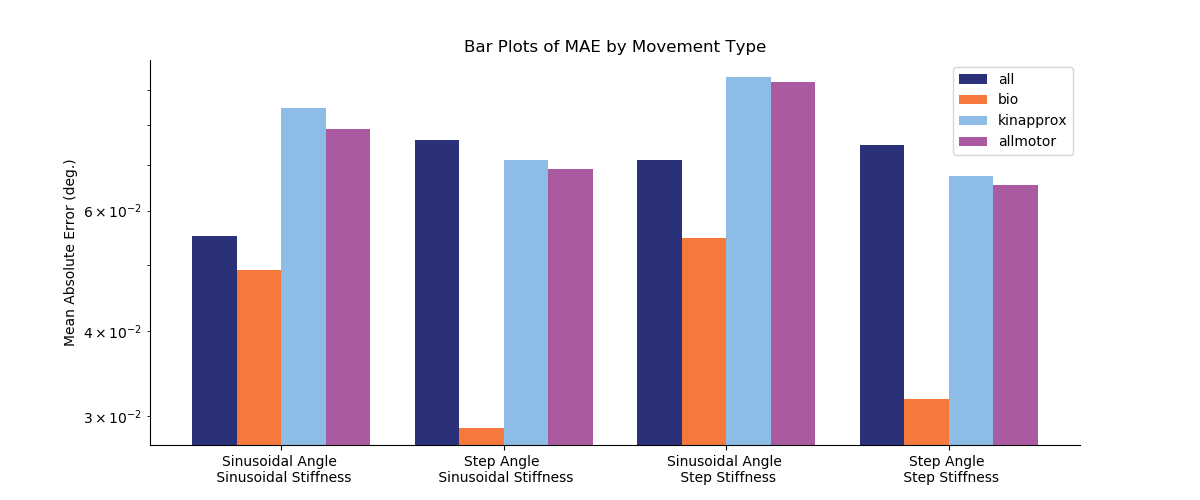 Bar Plots of MAE by Movement Type
all
bio
kinapprox
allmotor
Mean Absolute Error (deg.)
6 × 10⁻²
4 × 10⁻²
3 × 10⁻²
Sinusoidal Angle
Sinusoidal Stiffness
Step Angle
Sinusoidal Stiffness
Sinusoidal Angle
Step Stiffness
Step Angle
Step Stiffness